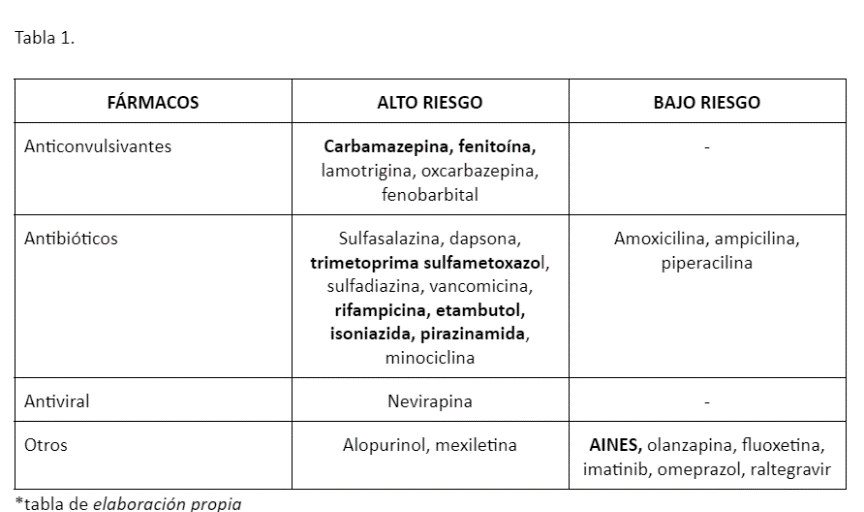 Tabla 1.
FÁRMACOS ALTO RIESGO BAJO RIESGO
Anticonvulsivantes Carbamazepina, fenitoína, -
lamotrigina, oxcarbazepina,
fenobarbital
Antibióticos Sulfasalazina, dapsona, Amoxicilina, ampicilina,
trimetoprima sulfametoxazol, piperacilina
sulfadiazina, vancomicina,
rifampicina, etambutol,
isoniazida, pirazinamida,
minociclina
Antiviral Nevirapina -
Otros Alopurinol, mexiletina AINES, olanzapina, fluoxetina,
imatinib, omeprazol, raltegravir
*tabla de elaboración propia